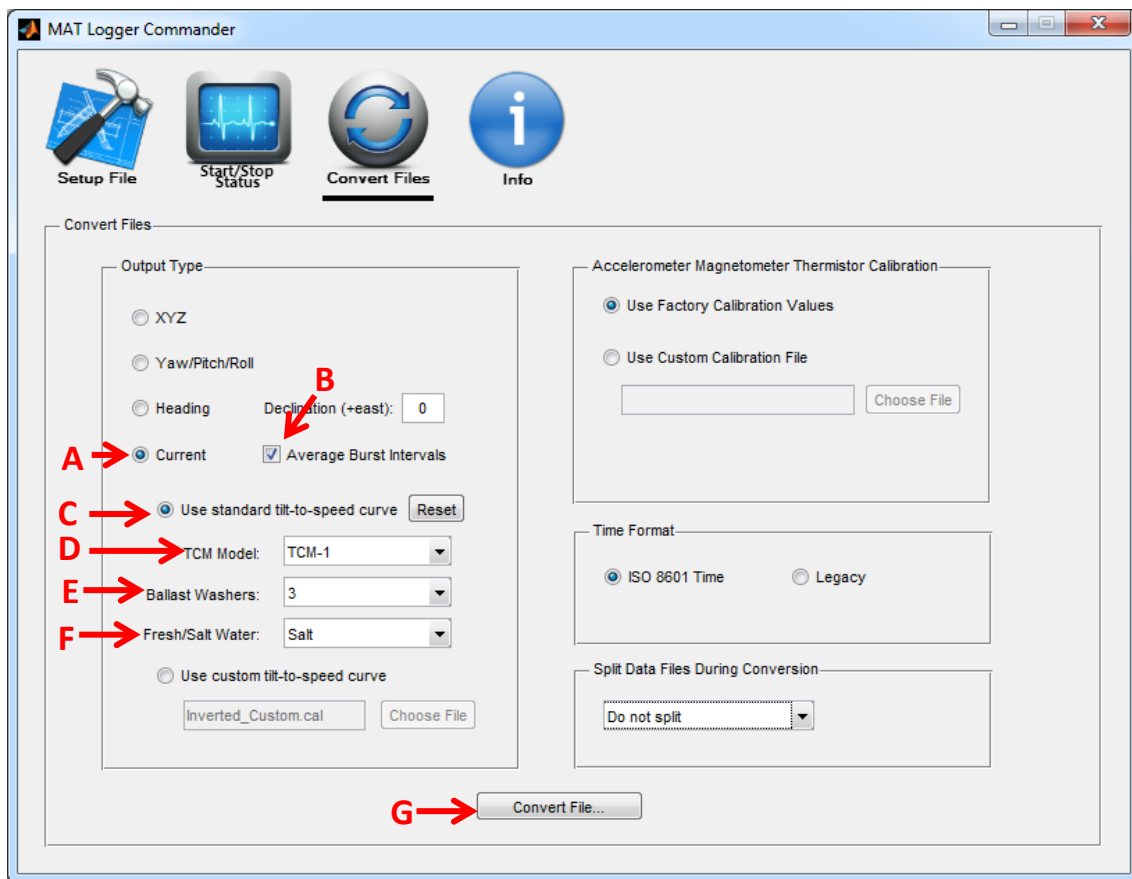 MAT Logger Commander
Setup File
Start/Stop
Status
Convert Files
Info
Convert Files
Output Type
XYZ
Yaw/Pitch/Roll
B
Heading Declination (+east): 0
A Current Average Burst Intervals
C Use standard tilt-to-speed curve Reset
D TCM Model: TCM-1
E Ballast Washers: 3
F Fresh/Salt Water: Salt
Use custom tilt-to-speed curve
Inverted_Custom.cal Choose File
Accelerometer Magnetometer Thermistor Calibration
Use Factory Calibration Values
Use Custom Calibration File
Choose File
Time Format
ISO 8601 Time Legacy
Split Data Files During Conversion
Do not split
G Convert File...